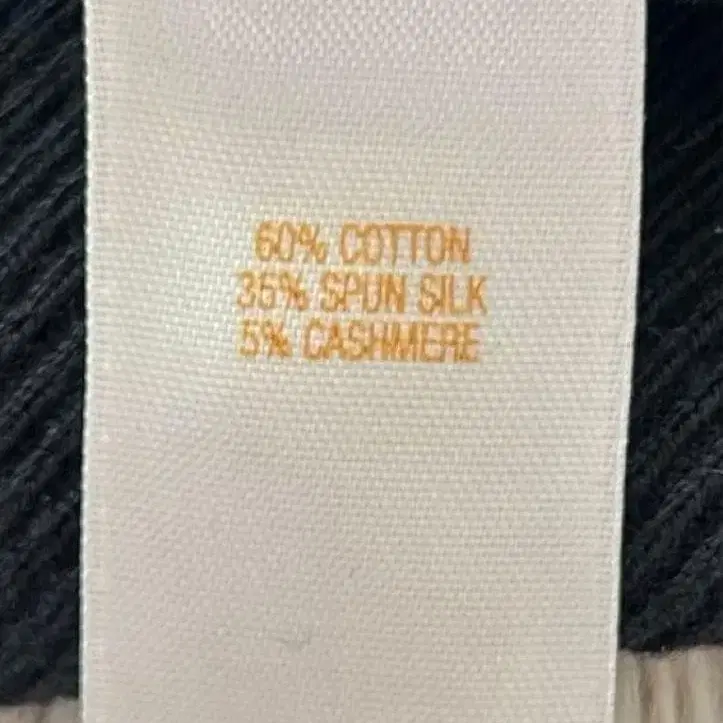 60% COTTON
35% SPUN SILK
5% CASHMERE